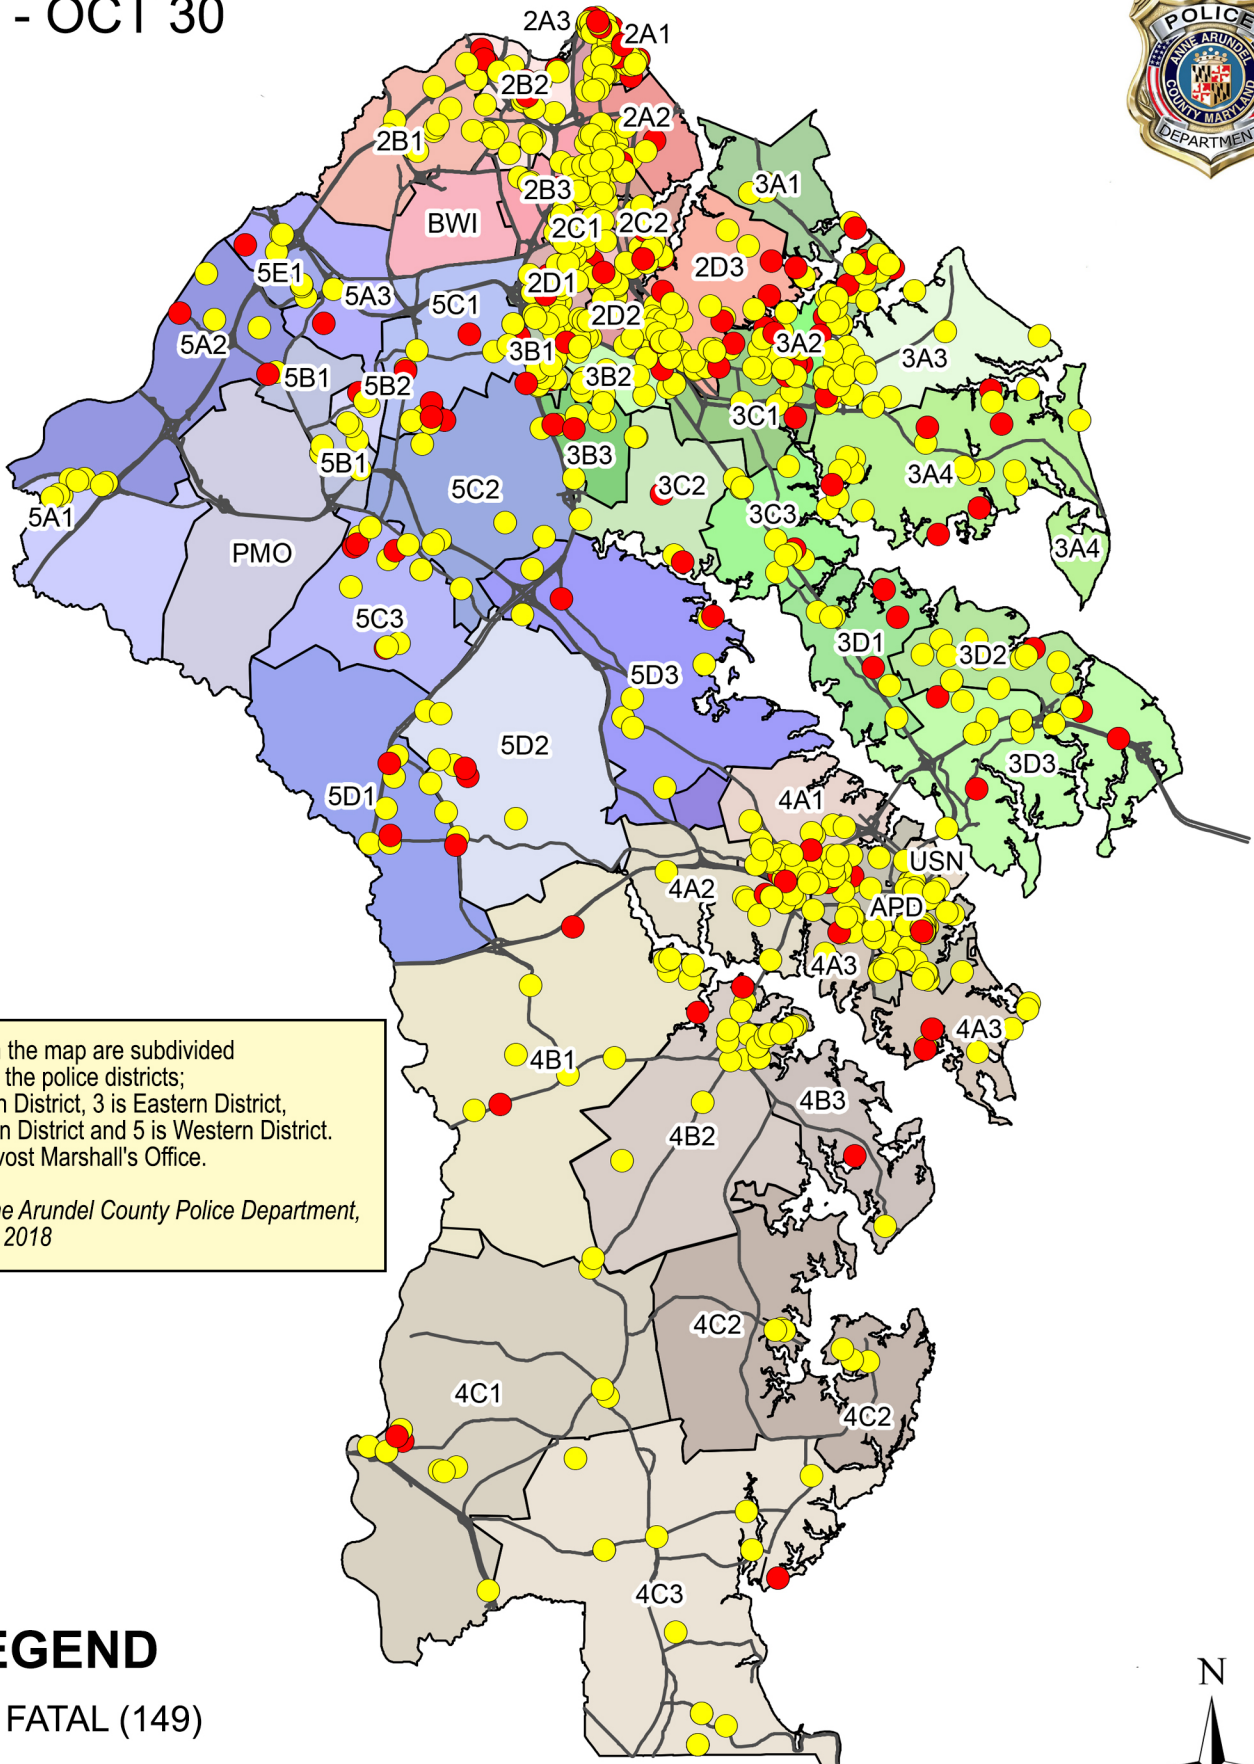 - OCT 30
POLICE
ANNE ARUNDEL
COUNTY MARYLAND
DEPARTMENT
2A3
2A1
2B2
2A2
2B1
3A1
2B3
BWI
2C1
2C2
2D3
5E1
5A3
2D1
5C1
2D2
5A2
3B1
3A2
3A3
5B1
5B2
3B2
3C1
5B1
3B3
5C2
3C2
3A4
5A1
3C3
PMO
3A4
5C3
3D1
3D2
5D3
5D2
3D3
5D1
4A1
USN
4A2
APD
4A3
4A3
the map are subdivided
the police districts;
District, 3 is Eastern District,
District and 5 is Western District.
Marshall's Office.
Arundel County Police Department,
2018
4B1
4B3
4B2
4C2
4C1
4C2
4C3
EGEND
FATAL (149)
N